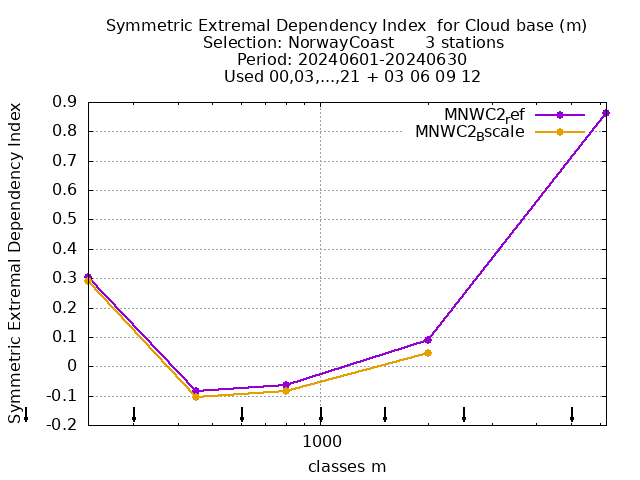 Symmetric Extremal Dependency Index  for Cloud base (m)
Selection: NorwayCoast      3 stations
Period: 20240601-20240630
Used 00,03,...,21 + 03 06 09 12
Symmetric Extremal Dependency Index
0.9
0.8
0.7
0.6
0.5
0.4
0.3
0.2
0.1
0
-0.1
-0.2
MNWC2ref
MNWC2Bscale
1000
classes m